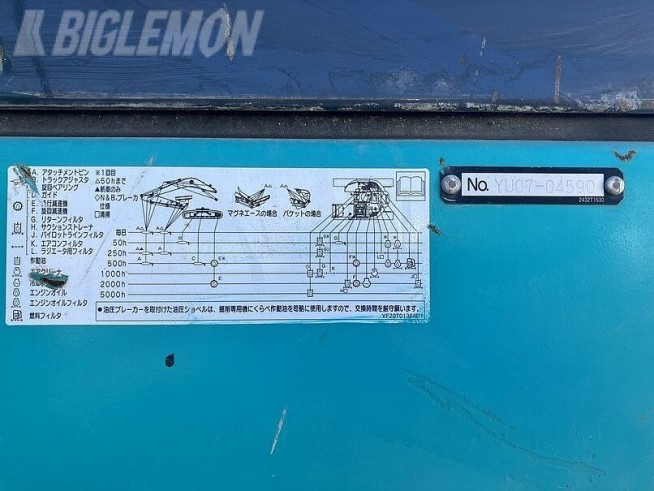 BIGLEMON
A. アタッチメントピン ※1回目
B. トラックアジャスタ △50hまで
旋回ベアリング ▲新車のみ
ガイド ◇N&B、ブレーカ
E. 走行減速機 仕様
F. 旋回減速機 □清掃
G. リターンフィルタ
H. サクションストレーナ
J. パイロットラインフィルタ
K. エアコンフィルタ
L. ラジエータ用フィルタ
作動油
エアクリーナ
エンジンオイル
エンジンオイルフィルタ
燃料フィルタ
マグネエースの場合 バケットの場合
毎日
50h
250h
500h
1000h
2000h
5000h
●油圧ブレーカーを取付けた油圧ショベルは、掘削専用機にくらべ作動油を苛酷に使用しますので、交換時間を厳守願います。
No. YU07-04590
2432T1530